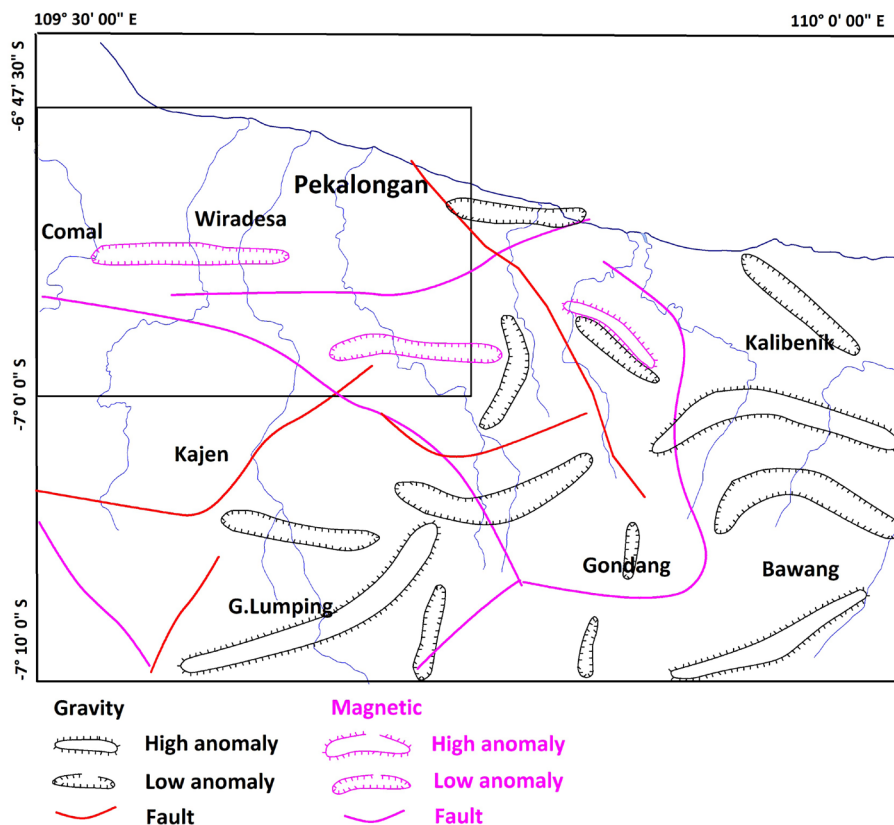 109° 30' 00" E
110° 0' 00" E
-6° 47' 30" S
Pekalongan
Wiradesa
Comal
Kalibenik
-7° 0' 00" S
Kajen
Gondang
Bawang
G.Lumping
-7° 10' 0" S
Gravity
Magnetic
High anomaly
High anomaly
Low anomaly
Low anomaly
Fault
Fault